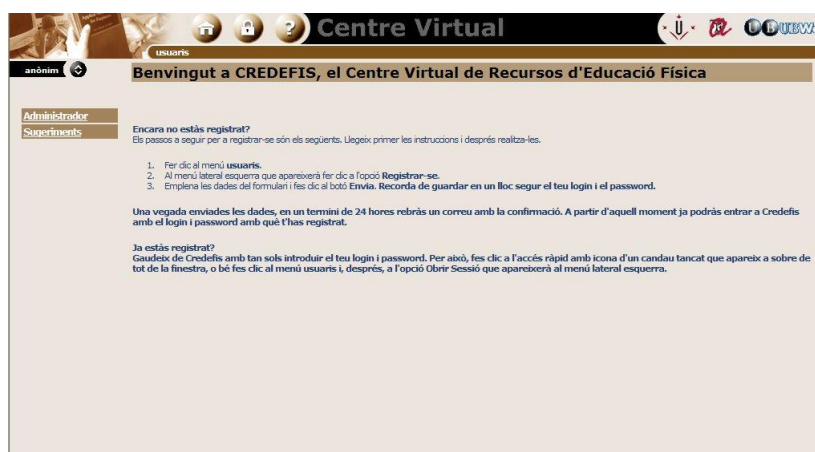 Centre Virtual
usuaris
anònim
Benvingut a CREDEFIS, el Centre Virtual de Recursos d'Educació Física
Administrador
Sugeriments
Encara no estàs registrat?
Els passos a seguir per a registrar-se són els següents. Llegeix primer les instruccions i després realitza-les.
1. Fer clic al menú usuaris.
2. Al menú lateral esquerra que apareixerà fer clic a l'opció Registrar-se.
3. Emplena les dades del formulari i fes clic al botó Envia. Recorda de guardar en un lloc segur el teu login i el password.
Una vegada enviades les dades, en un termini de 24 hores rebràs un correu amb la confirmació. A partir d'aquell moment ja podràs entrar a Credefis
amb el login i password amb què t'has registrat.
Ja estàs registrat?
Gaudeix de Credefis amb tan sols introduir el teu login i password. Per això, fes clic a l'accés ràpid amb icona d'un candau tancat que apareix a sobre de
tot de la finestra, o bé fes clic al menú usuaris i, després, a l'opció Obrir Sessió que apareixerà al menú lateral esquerra.